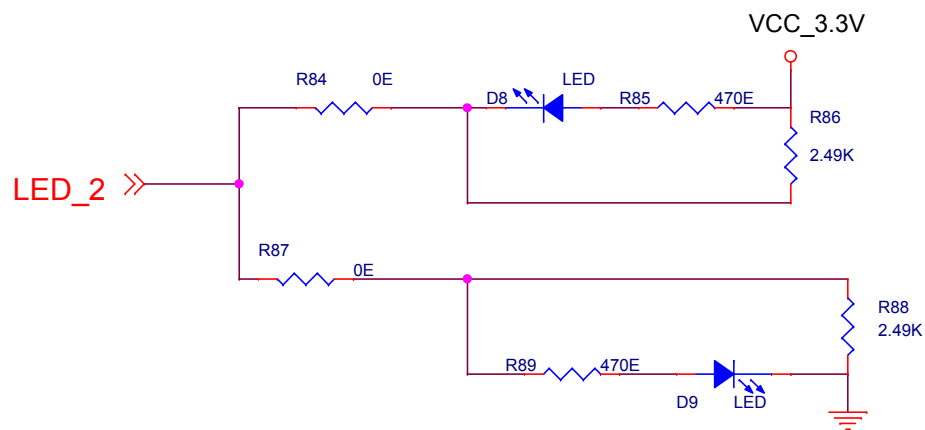 VCC_3.3V
R84 0E
D8 LED R85 470E
R86
2.49K
LED_2
R87 0E
R88
2.49K
R89 470E
D9 LED